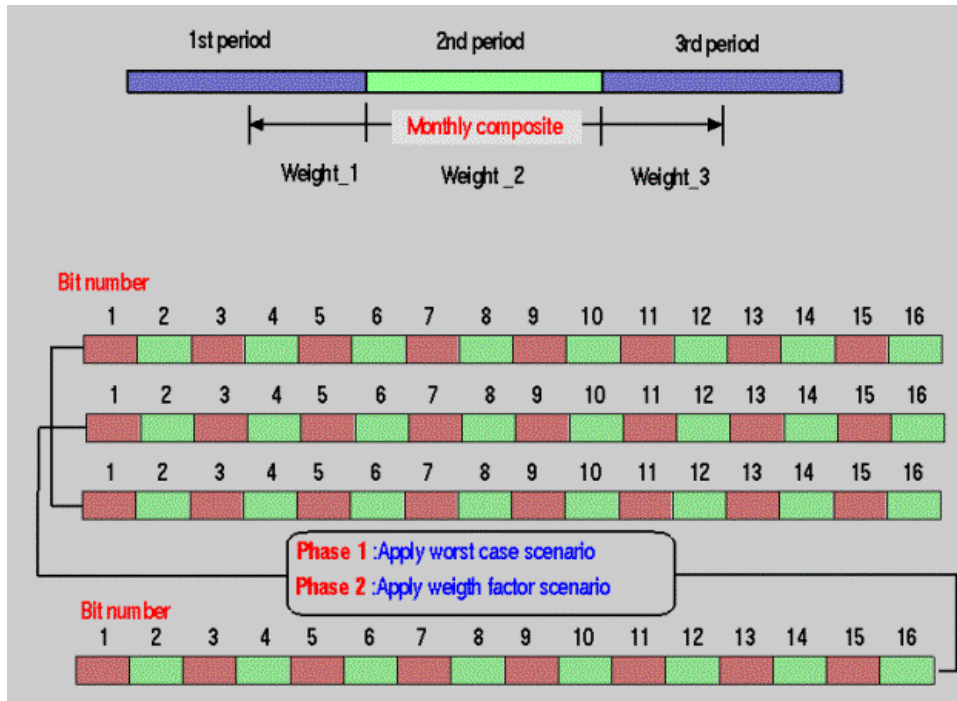 1st period 2nd period 3rd period
Monthly composite
Weight_1 Weight _2 Weight_3
Bit number
1 2 3 4 5 6 7 8 9 10 11 12 13 14 15 16
1 2 3 4 5 6 7 8 9 10 11 12 13 14 15 16
1 2 3 4 5 6 7 8 9 10 11 12 13 14 15 16
Phase 1 :Apply worst case scenario
Phase 2 :Apply weigth factor scenario
Bit number
1 2 3 4 5 6 7 8 9 10 11 12 13 14 15 16